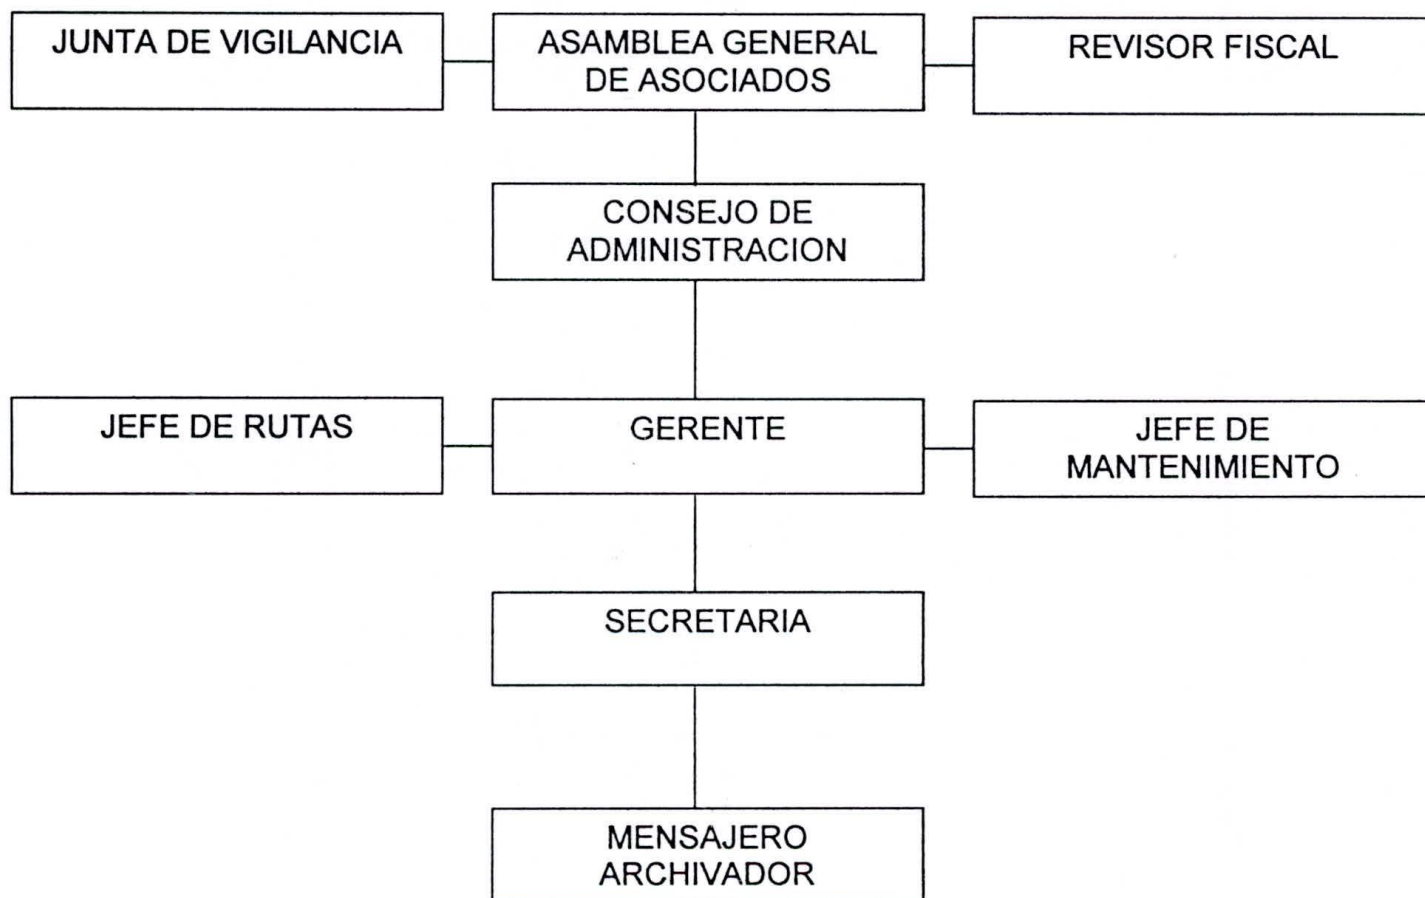 JUNTA DE VIGILANCIA
ASAMBLEA GENERAL
DE ASOCIADOS
REVISOR FISCAL
CONSEJO DE
ADMINISTRACION
JEFE DE RUTAS
GERENTE
JEFE DE
MANTENIMIENTO
SECRETARIA
MENSAJERO
ARCHIVADOR